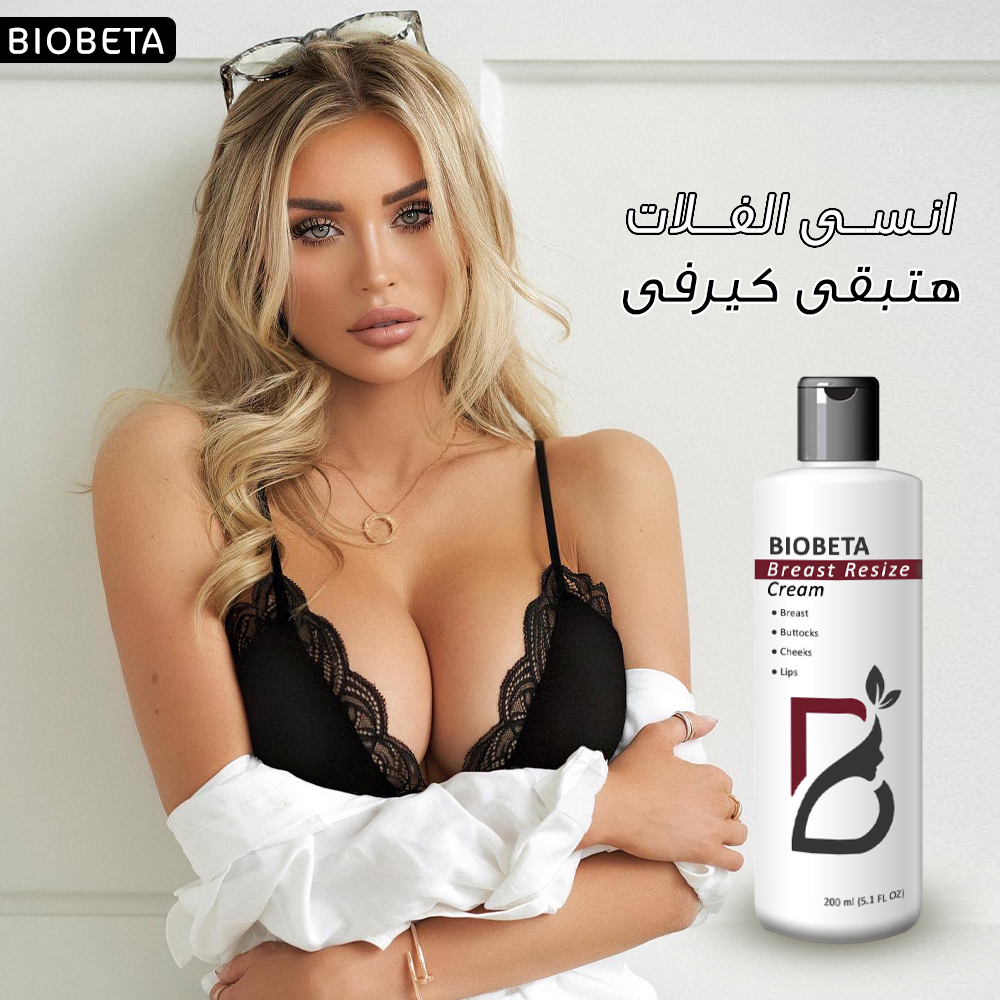 BIOBETA
انسى الفلات
هتبقى كيرفى
BIOBETA
Breast Resize
Cream
• Breast
• Buttocks
• Cheeks
• Lips
200 ml (5.1 FL OZ)